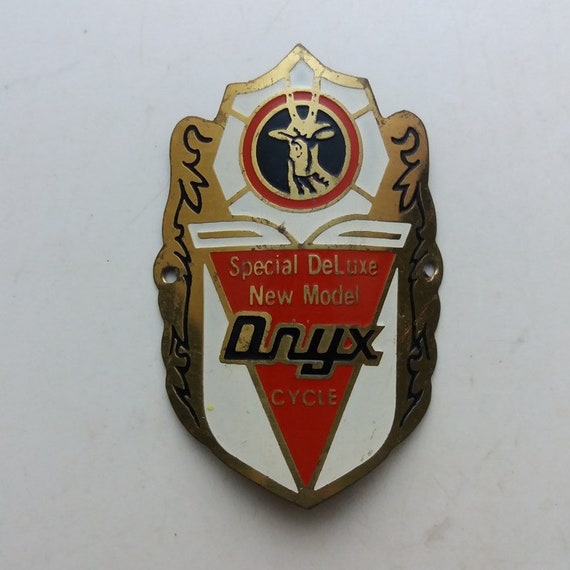 Special DeLuxe
New Model
Onyx
CYCLE